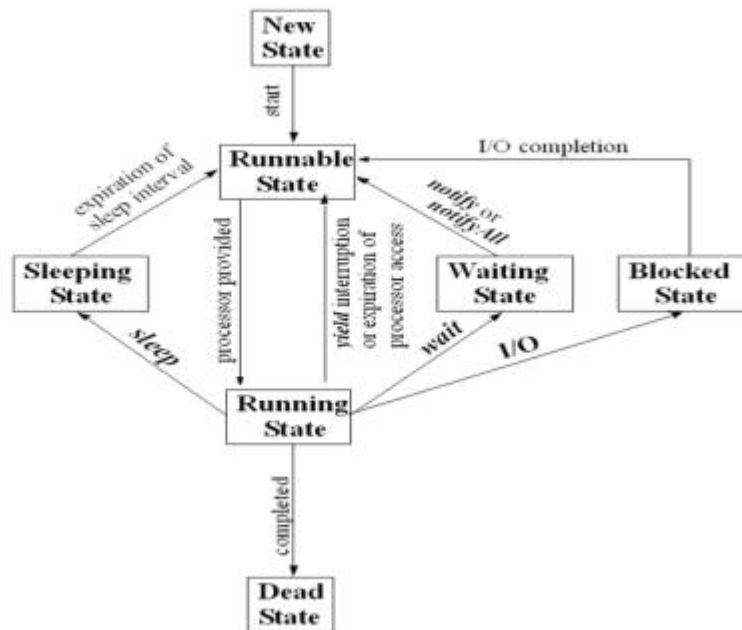 New
State
start
Runnable
State
I/O completion
expiration of
sleep interval
notify or
notifyAll
processor provided
yield interruption
or expiration of
processor access
Sleeping
State
Waiting
State
Blocked
State
sleep
wait
I/O
Running
State
completed
Dead
State